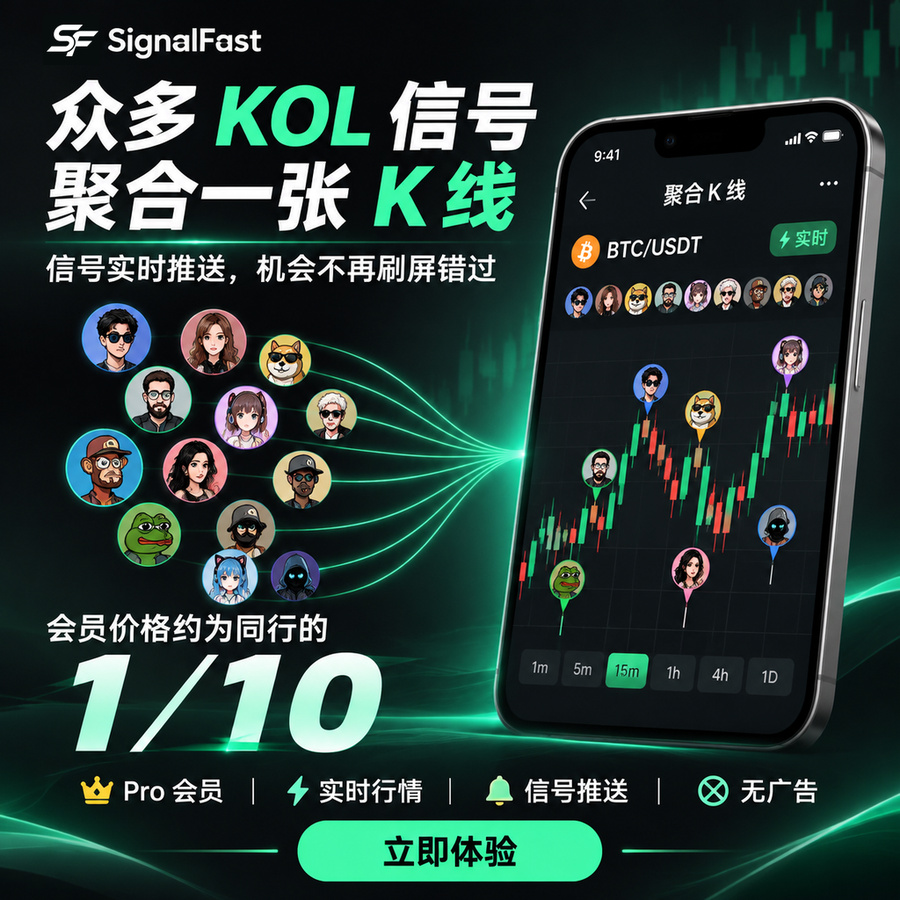 SF SignalFast
众多 KOL 信号
聚合一张 K 线
信号实时推送，机会不再刷屏错过
9:41
聚合 K 线
BTC/USDT
实时
1m
5m
15m
1h
4h
1D
会员价格约为同行的
1/10
Pro 会员
实时行情
信号推送
无广告
立即体验